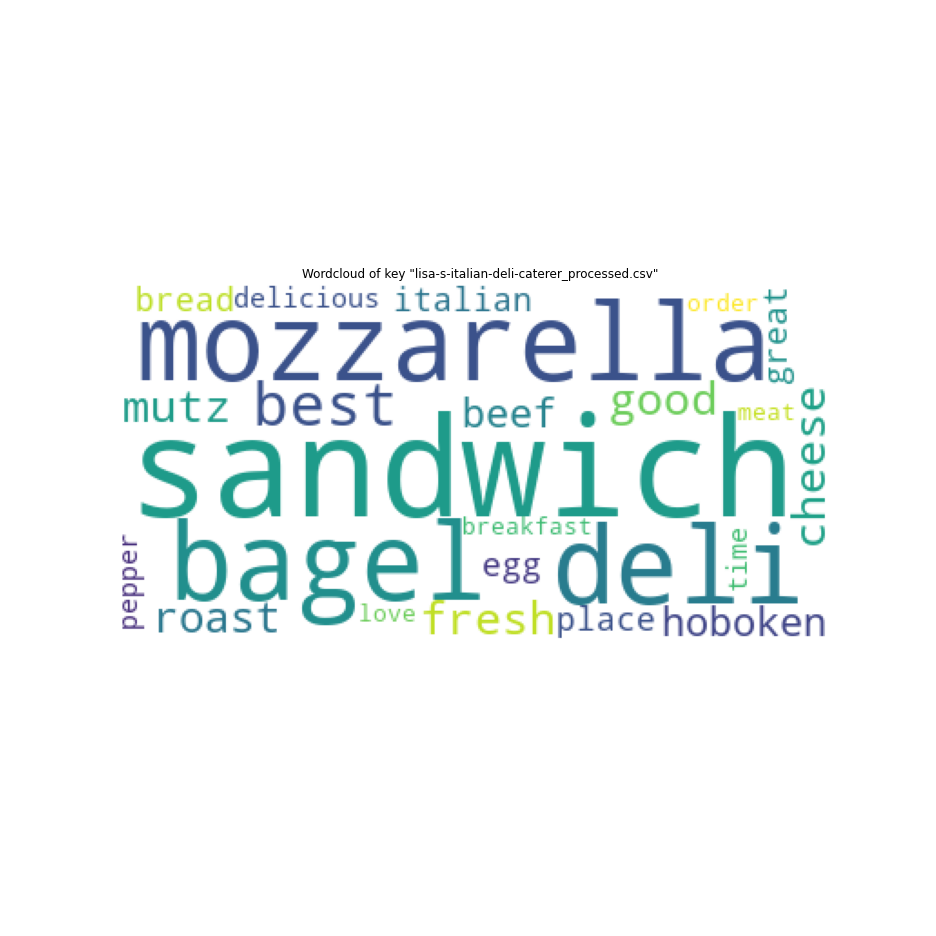 Wordcloud of key "lisa-s-italian-deli-caterer_processed.csv"
bread delicious italian order great
mozzarella
mutz best beef good meat cheese
sandwich
breakfast
bagel egg deli time pepper
roast love fresh place hoboken